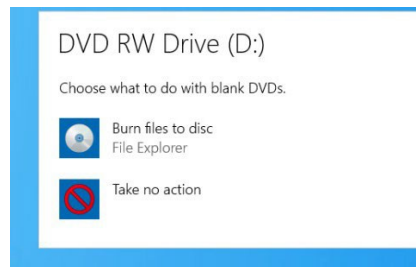 DVD RW Drive (D:)
Choose what to do with blank DVDs.
Burn files to disc
File Explorer
Take no action